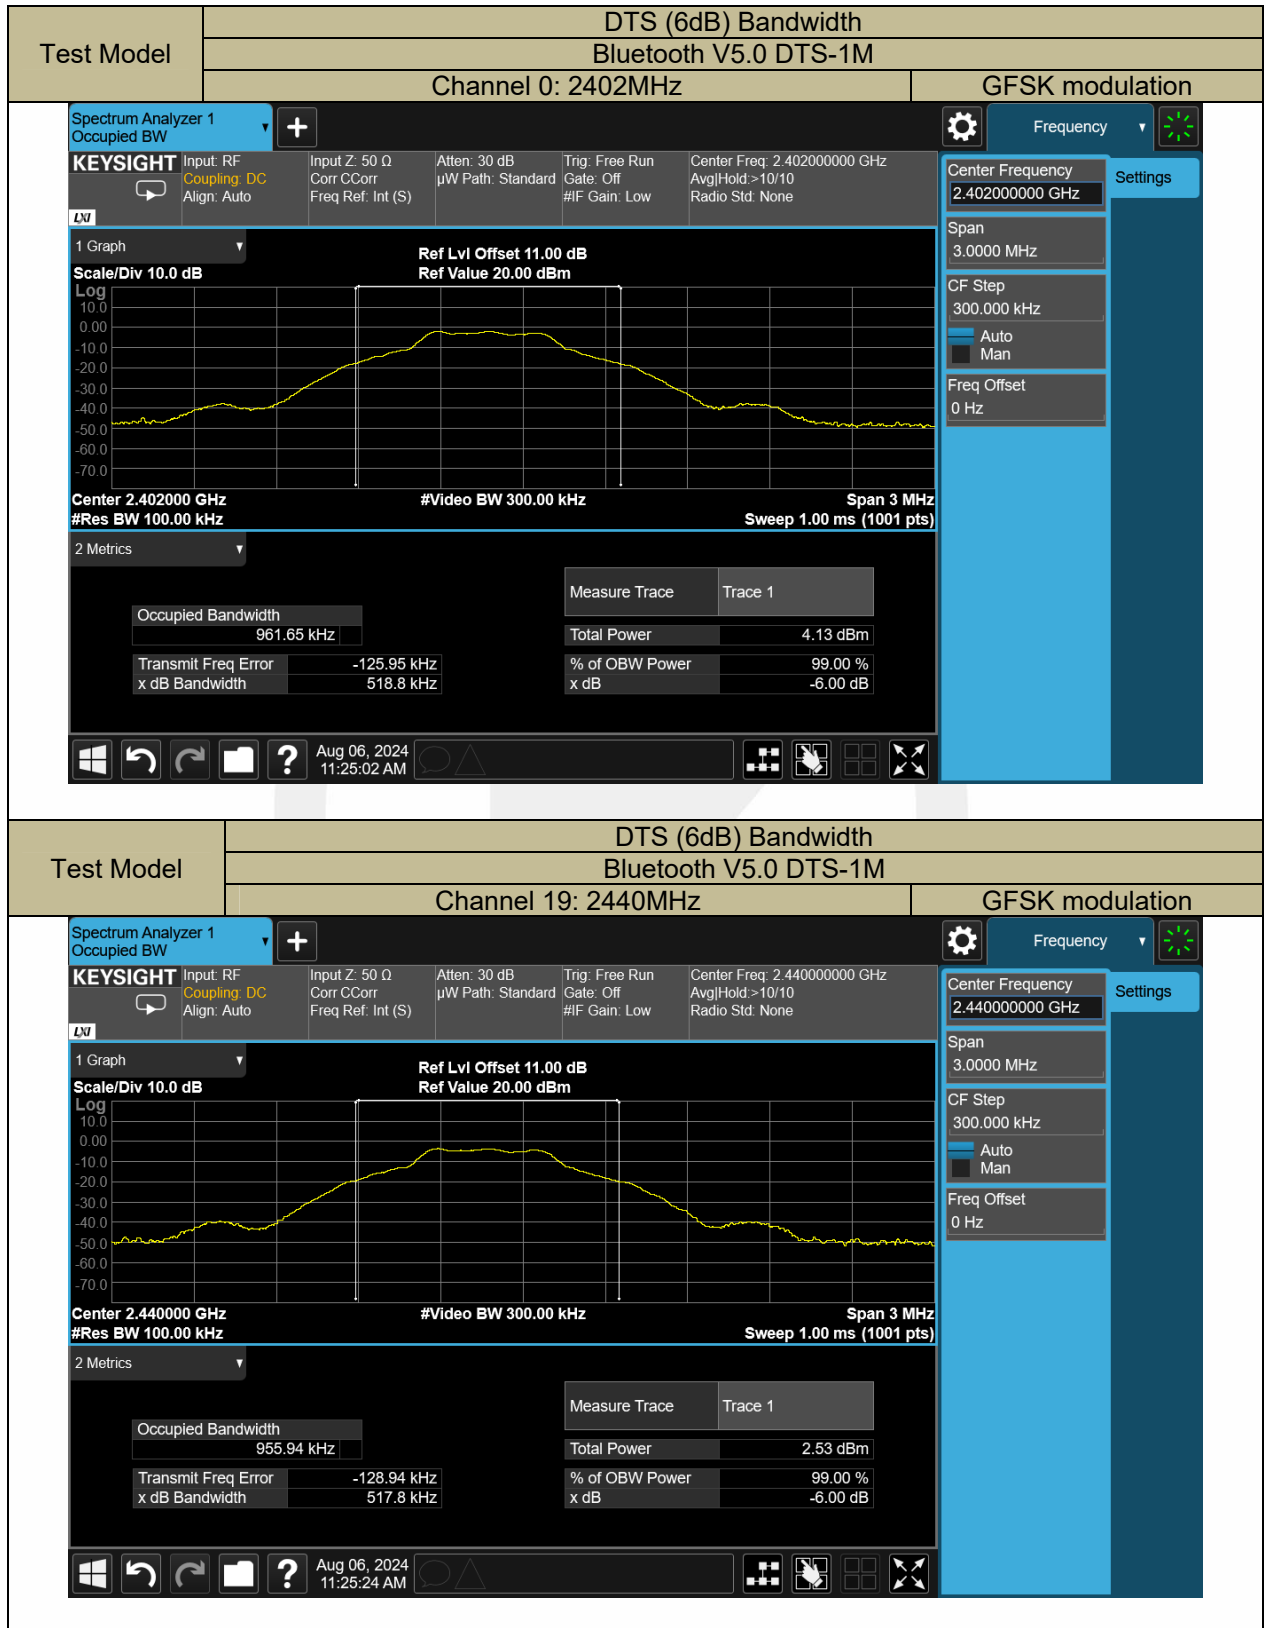 DTS (6dB) Bandwidth
Test Model
Bluetooth V5.0 DTS-1M
Channel 0: 2402MHz GFSK modulation
Spectrum Analyzer 1
Occupied BW
Frequency
KEYSIGHT Input: RF Input Z: 50 Ω Atten: 30 dB Trig: Free Run Center Freq: 2.402000000 GHz
Coupling: DC Corr CCorr µW Path: Standard Gate: Off Avg|Hold:>10/10
Align: Auto Freq Ref: Int (S) #IF Gain: Low Radio Std: None
LXI
Center Frequency
2.402000000 GHz
Settings
Span
3.0000 MHz
CF Step
300.000 kHz
Auto
Man
Freq Offset
0 Hz
1 Graph
Ref Lvl Offset 11.00 dB
Scale/Div 10.0 dB Ref Value 20.00 dBm
Log
10.0
0.00
-10.0
-20.0
-30.0
-40.0
-50.0
-60.0
-70.0
Center 2.402000 GHz #Video BW 300.00 kHz Span 3 MHz
#Res BW 100.00 kHz Sweep 1.00 ms (1001 pts)
2 Metrics
Measure Trace Trace 1
Occupied Bandwidth
961.65 kHz Total Power 4.13 dBm
Transmit Freq Error -125.95 kHz % of OBW Power 99.00 %
x dB Bandwidth 518.8 kHz x dB -6.00 dB
Aug 06, 2024
11:25:02 AM
DTS (6dB) Bandwidth
Test Model
Bluetooth V5.0 DTS-1M
Channel 19: 2440MHz GFSK modulation
Spectrum Analyzer 1
Occupied BW
Frequency
KEYSIGHT Input: RF Input Z: 50 Ω Atten: 30 dB Trig: Free Run Center Freq: 2.440000000 GHz
Coupling: DC Corr CCorr µW Path: Standard Gate: Off Avg|Hold:>10/10
Align: Auto Freq Ref: Int (S) #IF Gain: Low Radio Std: None
LXI
Center Frequency
2.440000000 GHz
Settings
Span
3.0000 MHz
CF Step
300.000 kHz
Auto
Man
Freq Offset
0 Hz
1 Graph
Ref Lvl Offset 11.00 dB
Scale/Div 10.0 dB Ref Value 20.00 dBm
Log
10.0
0.00
-10.0
-20.0
-30.0
-40.0
-50.0
-60.0
-70.0
Center 2.440000 GHz #Video BW 300.00 kHz Span 3 MHz
#Res BW 100.00 kHz Sweep 1.00 ms (1001 pts)
2 Metrics
Measure Trace Trace 1
Occupied Bandwidth
955.94 kHz Total Power 2.53 dBm
Transmit Freq Error -128.94 kHz % of OBW Power 99.00 %
x dB Bandwidth 517.8 kHz x dB -6.00 dB
Aug 06, 2024
11:25:24 AM